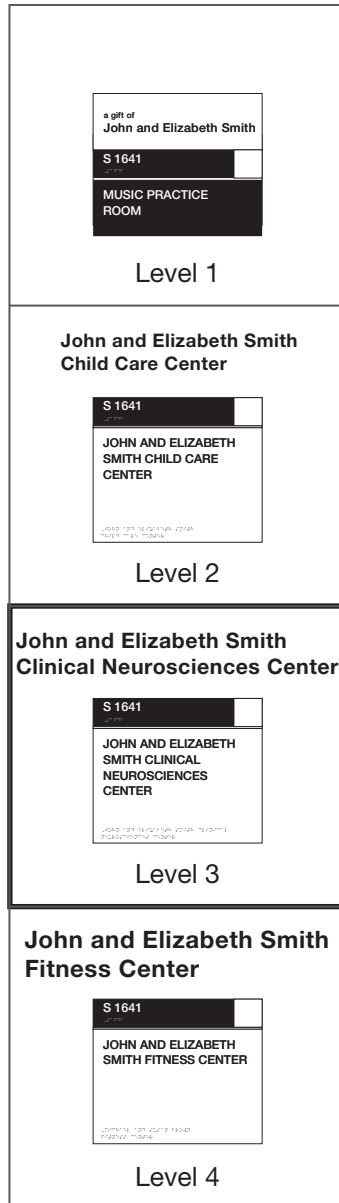 a gift of
John and Elizabeth Smith
S 1641
MUSIC PRACTICE
ROOM
Level 1
John and Elizabeth Smith
Child Care Center
S 1641
JOHN AND ELIZABETH
SMITH CHILD CARE
CENTER
Level 2
John and Elizabeth Smith
Clinical Neurosciences Center
S 1641
JOHN AND ELIZABETH
SMITH CLINICAL
NEUROSCIENCES
CENTER
Level 3
John and Elizabeth Smith
Fitness Center
S 1641
JOHN AND ELIZABETH
SMITH FITNESS CENTER
Level 4